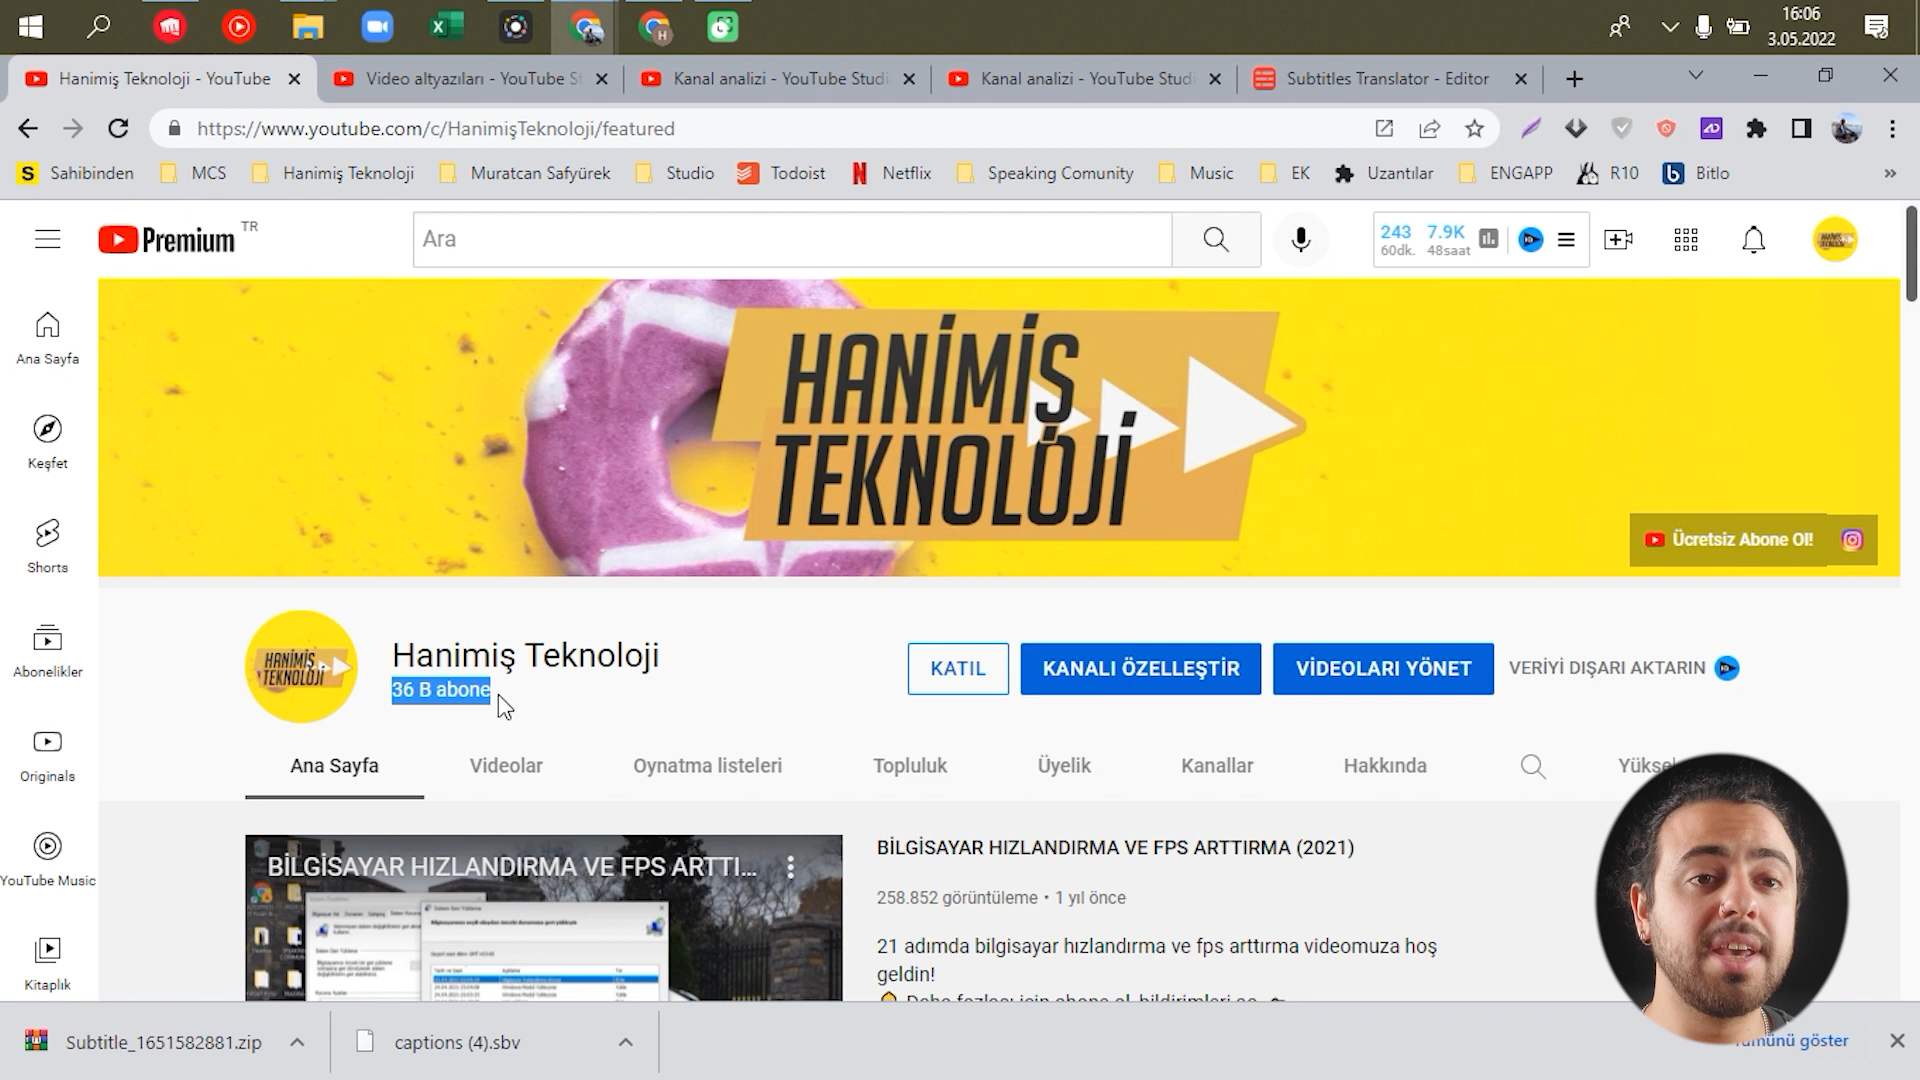 16:06
3.05.2022
Hanimiş Teknoloji - YouTube
Video altyazıları - YouTube St
Kanal analizi - YouTube Studi
Kanal analizi - YouTube Studi
Subtitles Translator - Editor
https://www.youtube.com/c/HanimişTeknoloji/featured
Sahibinden
MCS
Hanimiş Teknoloji
Muratcan Safyürek
Studio
Todoist
Netflix
Speaking Comunity
Music
EK
Uzantılar
ENGAPP
R10
Bitlo
Premium TR
Ara
243 7.9K
60dk. 48saat
HANİMİŞ
TEKNOLOJİ
Ücretsiz Abone Ol!
Ana Sayfa
Keşfet
Shorts
Abonelikler
Originals
YouTube Music
Kitaplık
HANİMİŞ
TEKNOLOJİ
Hanimiş Teknoloji
36 B abone
KATIL
KANALI ÖZELLEŞTİR
VİDEOLARI YÖNET
VERİYİ DIŞARI AKTARIN
Ana Sayfa
Videolar
Oynatma listeleri
Topluluk
Üyelik
Kanallar
Hakkında
Yüksel
BİLGİSAYAR HIZLANDIRMA VE FPS ARTTI...
BİLGİSAYAR HIZLANDIRMA VE FPS ARTTIRMA (2021)
258.852 görüntüleme • 1 yıl önce
21 adımda bilgisayar hızlandırma ve fps arttırma videomuza hoş
geldin!
Subtitle_1651582881.zip
captions (4).sbv
Tümünü göster